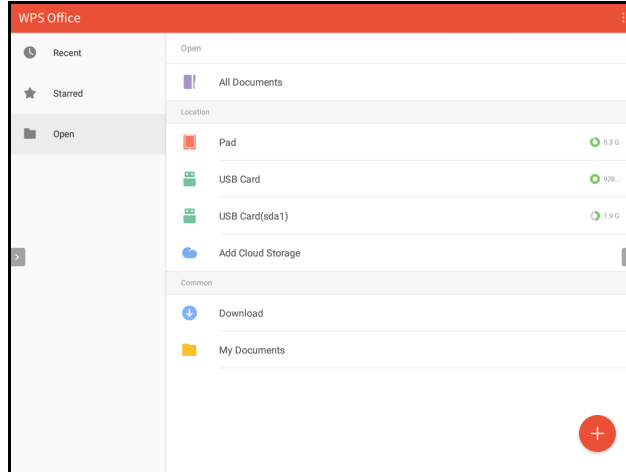 WPS Office
Recent
Starred
Open
Open
All Documents
Location
Pad
5.3 G
USB Card
928...
USB Card(sda1)
1.9 G
Add Cloud Storage
Common
Download
My Documents